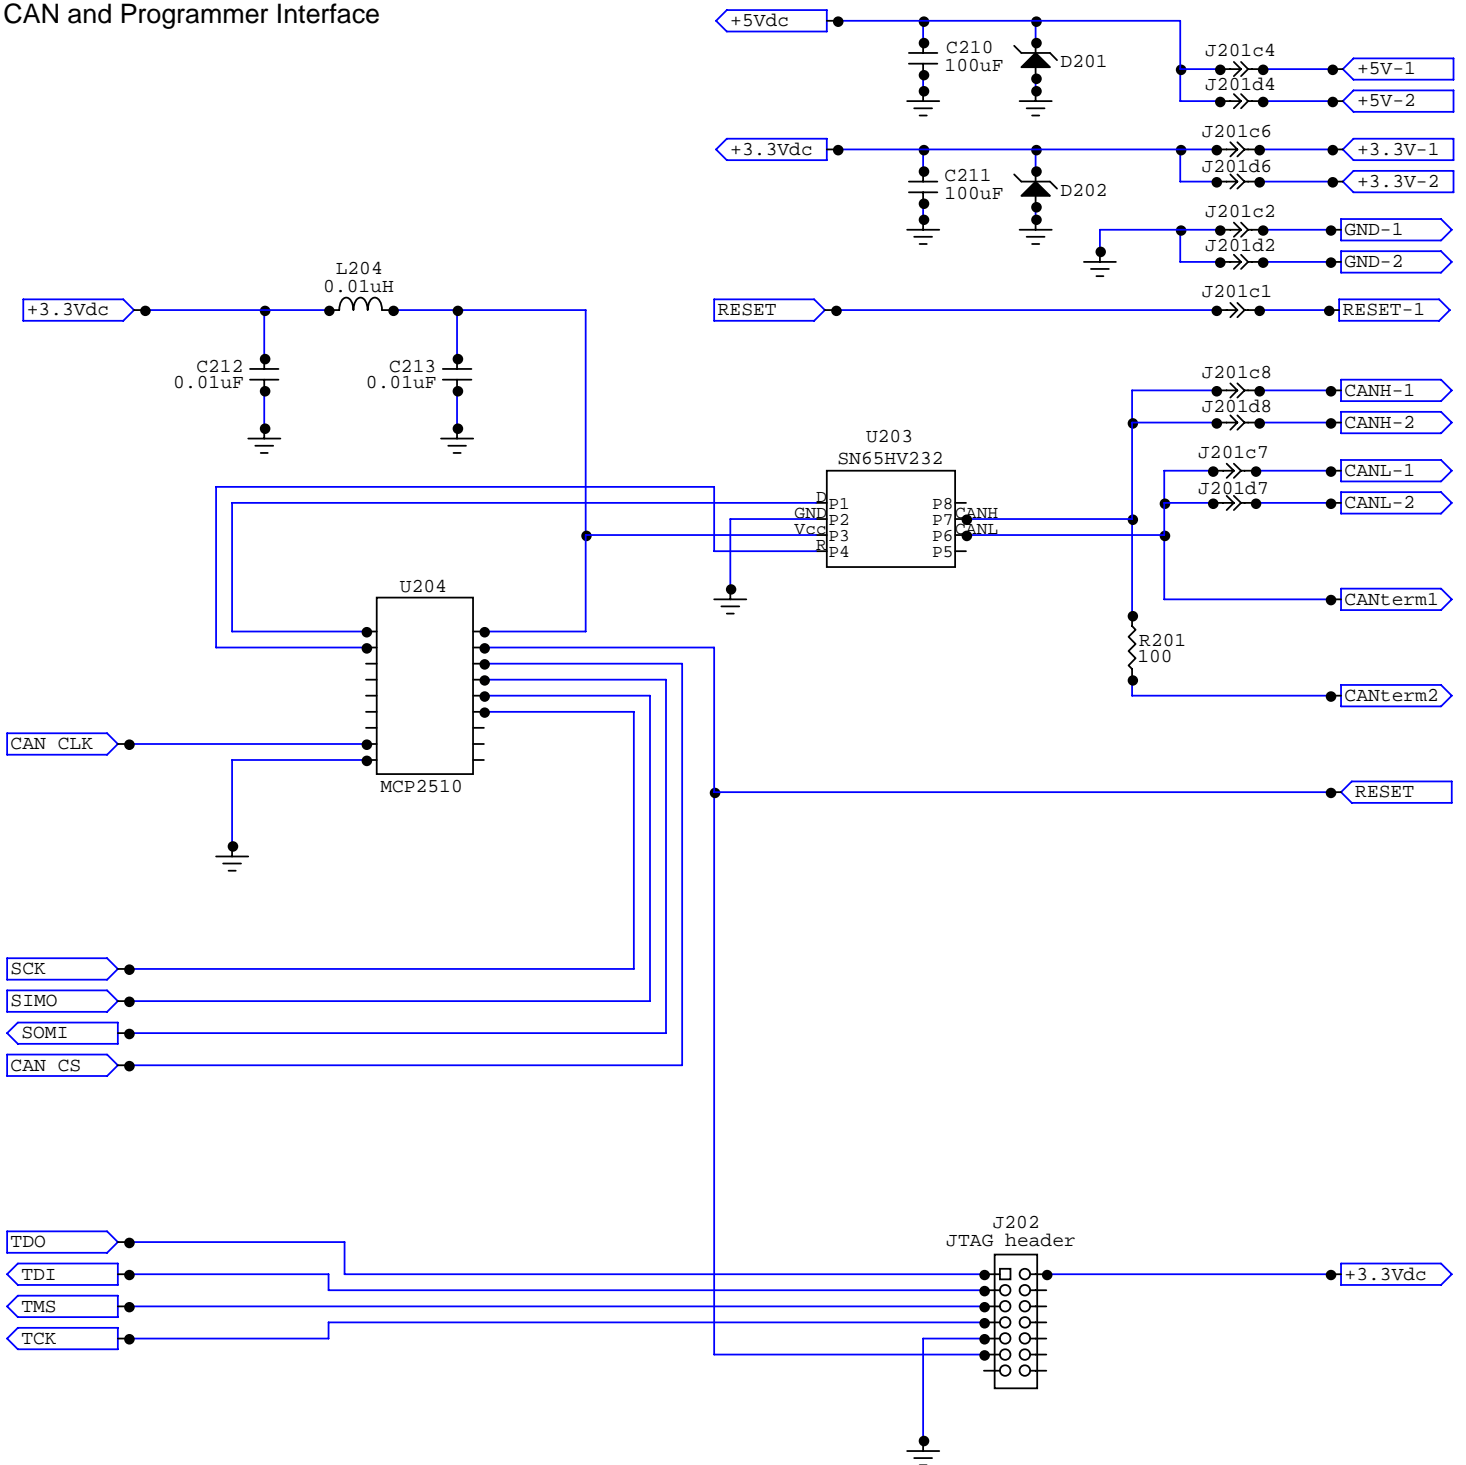 CAN and Programmer Interface
+5Vdc
C210
100uF
D201
J201c4
+5V-1
J201d4
+5V-2
+3.3Vdc
C211
100uF
D202
J201c6
+3.3V-1
J201d6
+3.3V-2
J201c2
GND-1
J201d2
GND-2
RESET
J201c1
RESET-1
+3.3Vdc
L204
0.01uH
C212
0.01uF
C213
0.01uF
J201c8
CANH-1
J201d8
CANH-2
J201c7
CANL-1
J201d7
CANL-2
U203
SN65HV232
D P1
GND P2
Vcc P3
R P4
P8
P7 CANH
P6 CANL
P5
CANterm1
R201
100
CANterm2
U204
MCP2510
CAN CLK
RESET
SCK
SIMO
SOMI
CAN CS
TDO
TDI
TMS
TCK
J202
JTAG header
+3.3Vdc